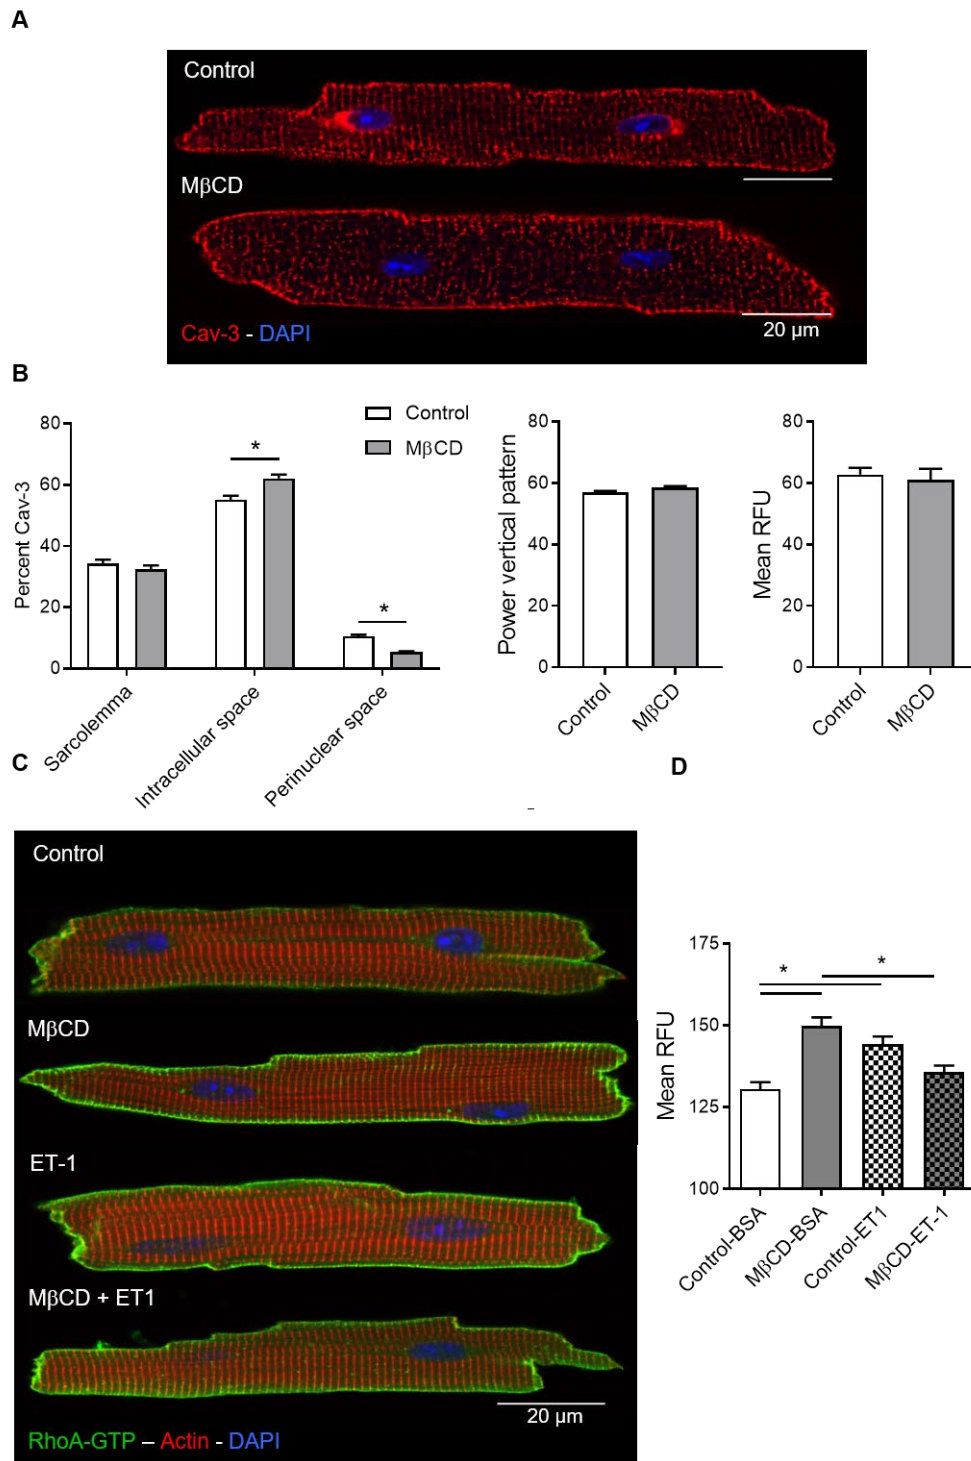 A
Control
MβCD
20 µm
Cav-3 - DAPI
B
Control
MβCD
Percent Cav-3
80
60
40
20
0
*
*
Sarcolemma
Intracellular space
Perinuclear space
Power vertical pattern
80
60
40
20
0
Control
MβCD
Mean RFU
80
60
40
20
0
Control
MβCD
C
Control
MβCD
ET-1
MβCD + ET1
20 µm
RhoA-GTP – Actin - DAPI
D
Mean RFU
175
150
125
100
*
*
Control-BSA
MβCD-BSA
Control-ET1
MβCD-ET-1